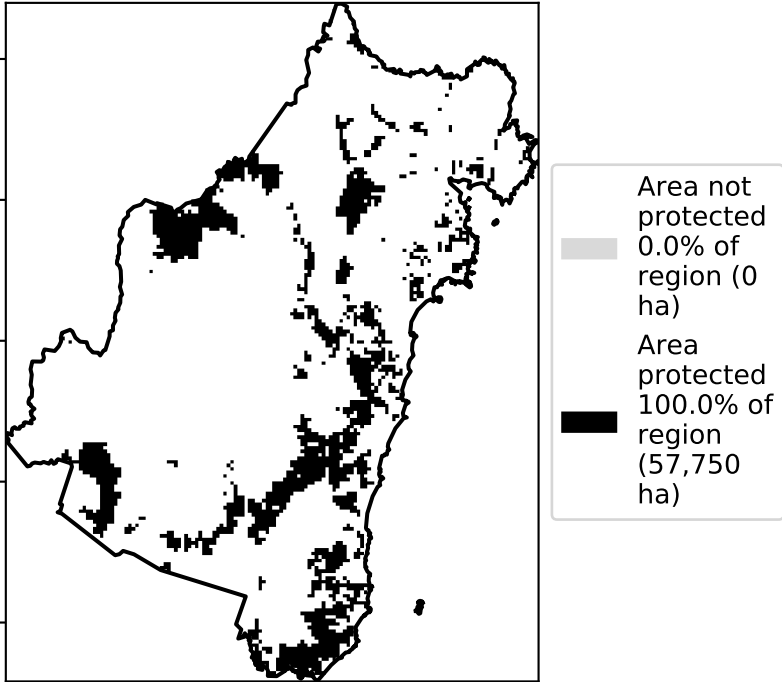 Area not
protected
0.0% of
region (0
ha)
Area
protected
100.0% of
region
(57,750
ha)